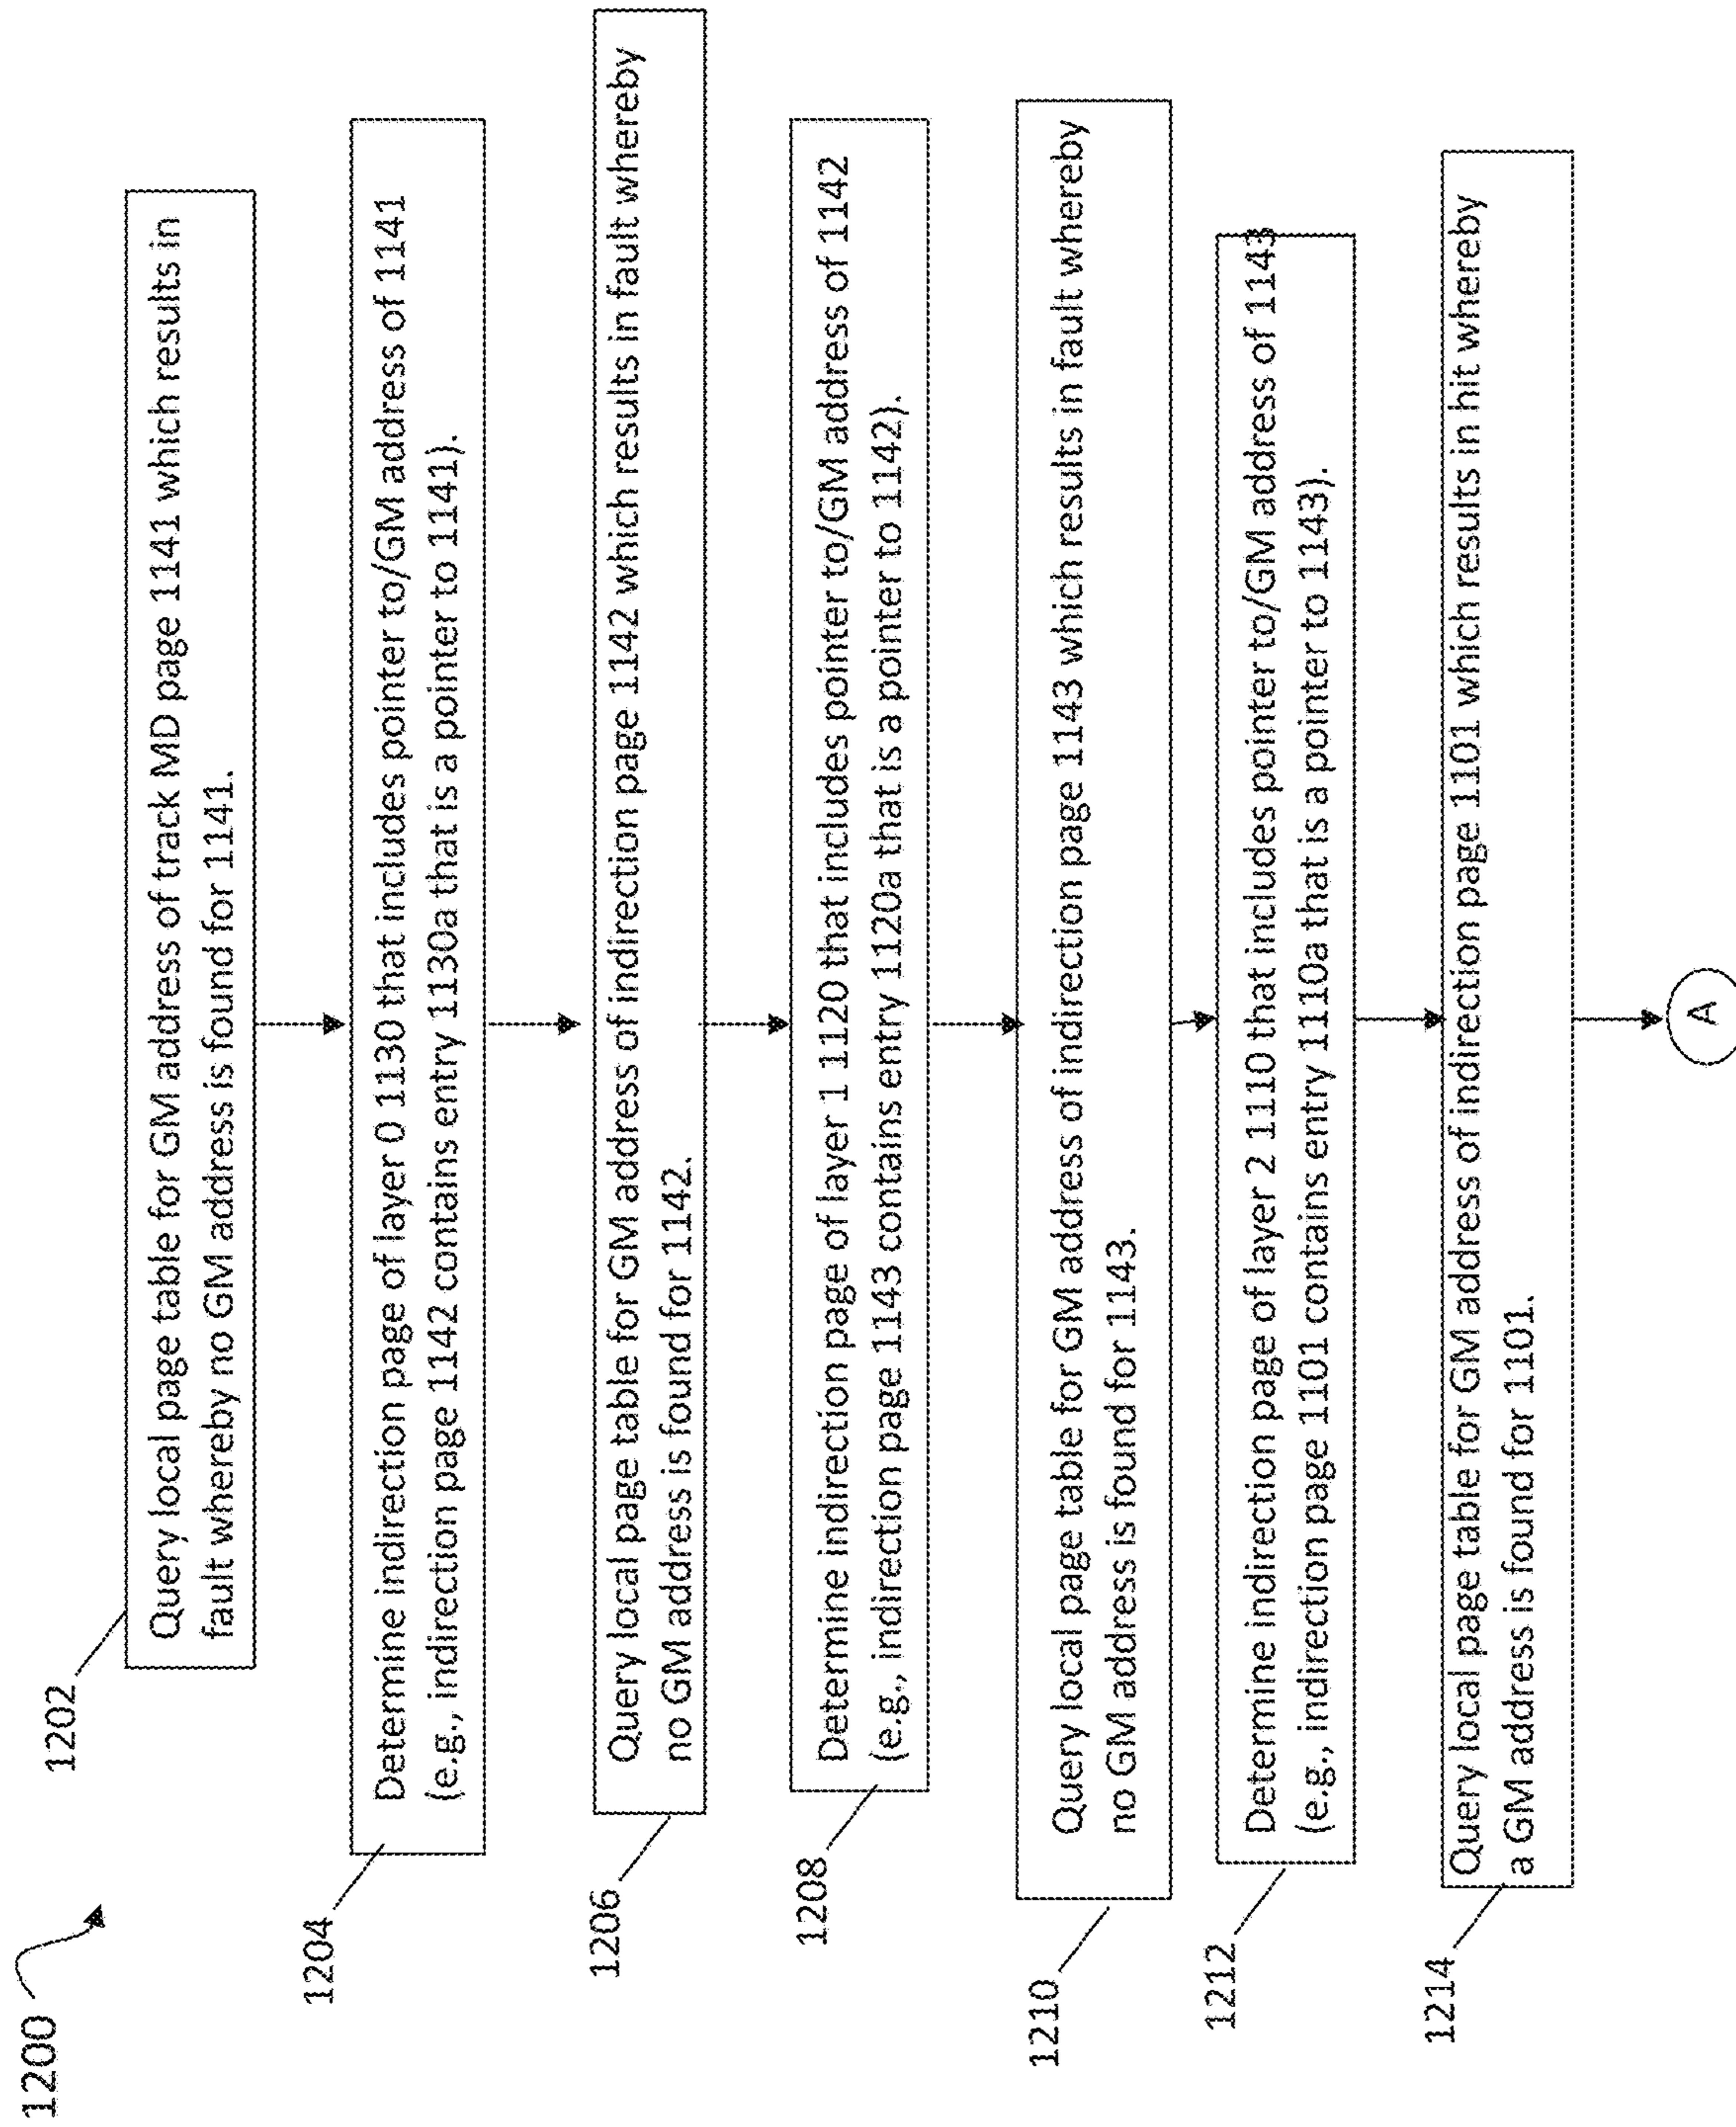 1200
1202
Query local page table for GM address of track MD page 1141 which results in
fault whereby no GM address is found for 1141.
1204
Determine indirection page of layer 0 1130 that includes pointer to/GM address of 1141
(e.g., indirection page 1142 contains entry 1130a that is a pointer to 1141).
1206
Query local page table for GM address of indirection page 1142 which results in fault whereby
no GM address is found for 1142.
1208
Determine indirection page of layer 1 1120 that includes pointer to/GM address of 1142
(e.g., indirection page 1143 contains entry 1120a that is a pointer to 1142).
1210
Query local page table for GM address of indirection page 1143 which results in fault whereby
no GM address is found for 1143.
1212
Determine indirection page of layer 2 1110 that includes pointer to/GM address of 1143
(e.g., indirection page 1101 contains entry 1110a that is a pointer to 1143).
1214
Query local page table for GM address of indirection page 1101 which results in hit whereby
a GM address is found for 1101.
A